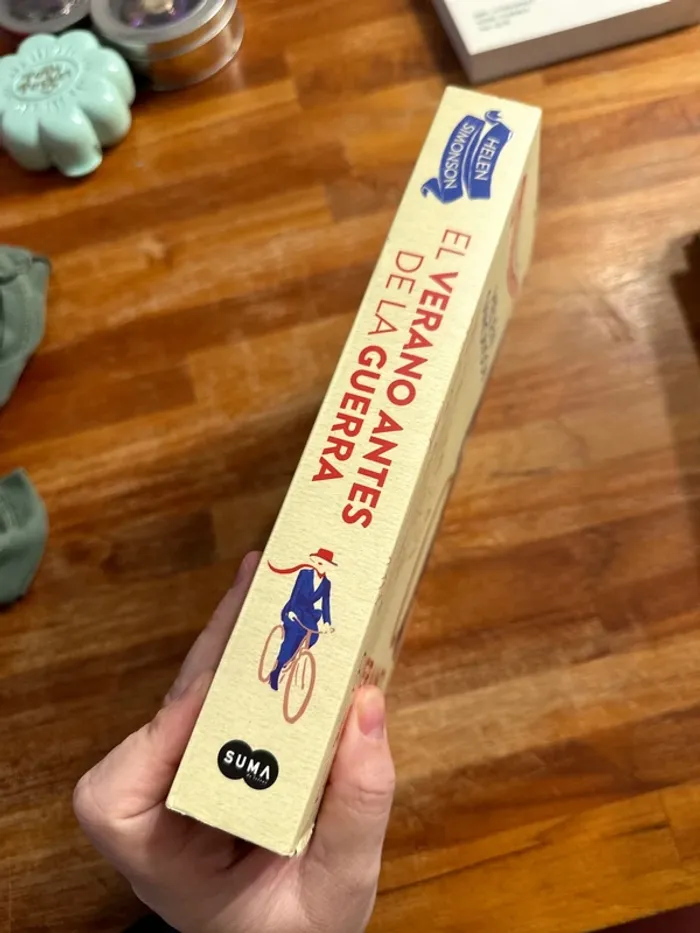 HELEN
SIMONSON
EL VERANO ANTES
DE LA GUERRA
SUMA